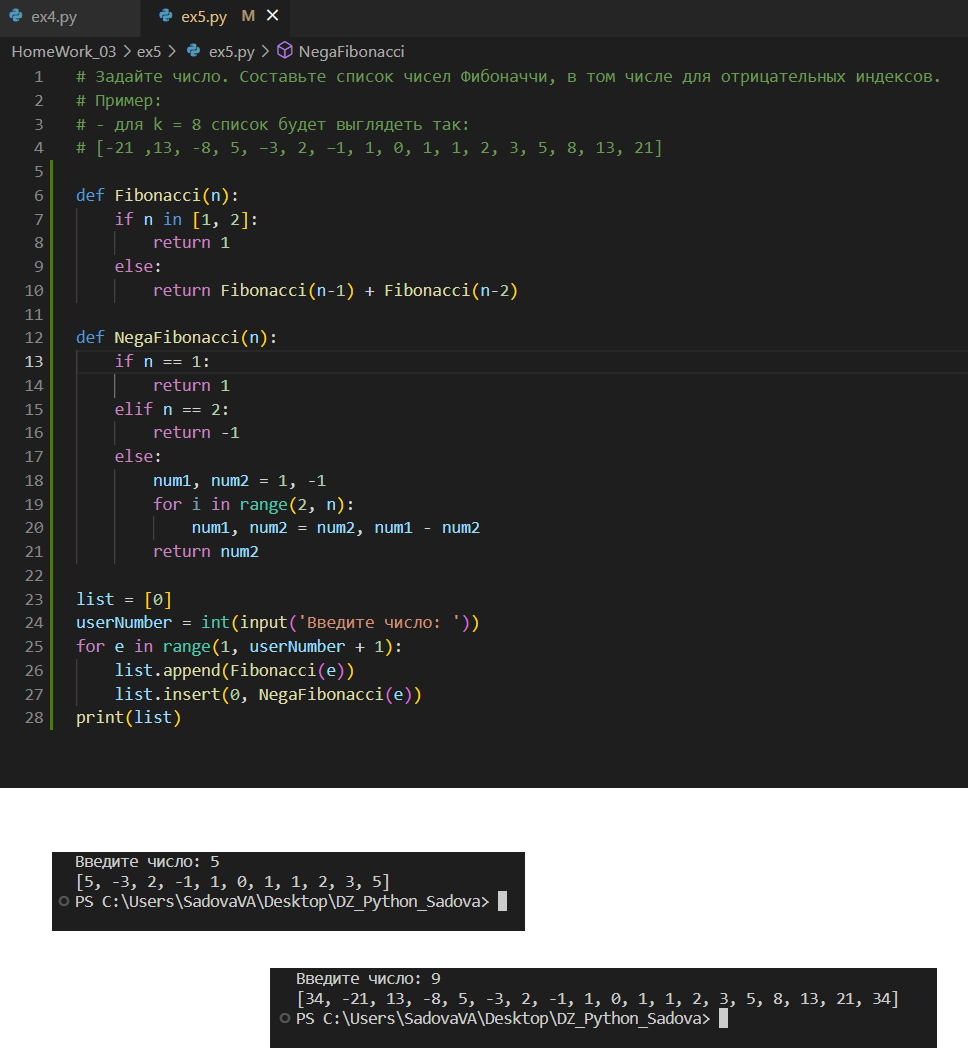 ex4.py ex5.py M
HomeWork_03 > ex5 > ex5.py > NegaFibonacci
1 # Задайте число. Составьте список чисел Фибоначчи, в том числе для отрицательных индексов.
2 # Пример:
3 # - для k = 8 список будет выглядеть так:
4 # [-21 ,13, -8, 5, –3, 2, –1, 1, 0, 1, 1, 2, 3, 5, 8, 13, 21]
5
6 def Fibonacci(n):
7     if n in [1, 2]:
8         return 1
9     else:
10         return Fibonacci(n-1) + Fibonacci(n-2)
11
12 def NegaFibonacci(n):
13     if n == 1:
14         return 1
15     elif n == 2:
16         return -1
17     else:
18         num1, num2 = 1, -1
19         for i in range(2, n):
20             num1, num2 = num2, num1 - num2
21         return num2
22
23 list = [0]
24 userNumber = int(input('Введите число: '))
25 for e in range(1, userNumber + 1):
26     list.append(Fibonacci(e))
27     list.insert(0, NegaFibonacci(e))
28 print(list)
Введите число: 5
[5, -3, 2, -1, 1, 0, 1, 1, 2, 3, 5]
PS C:\Users\SadovaVA\Desktop\DZ_Python_Sadova>
Введите число: 9
[34, -21, 13, -8, 5, -3, 2, -1, 1, 0, 1, 1, 2, 3, 5, 8, 13, 21, 34]
PS C:\Users\SadovaVA\Desktop\DZ_Python_Sadova>